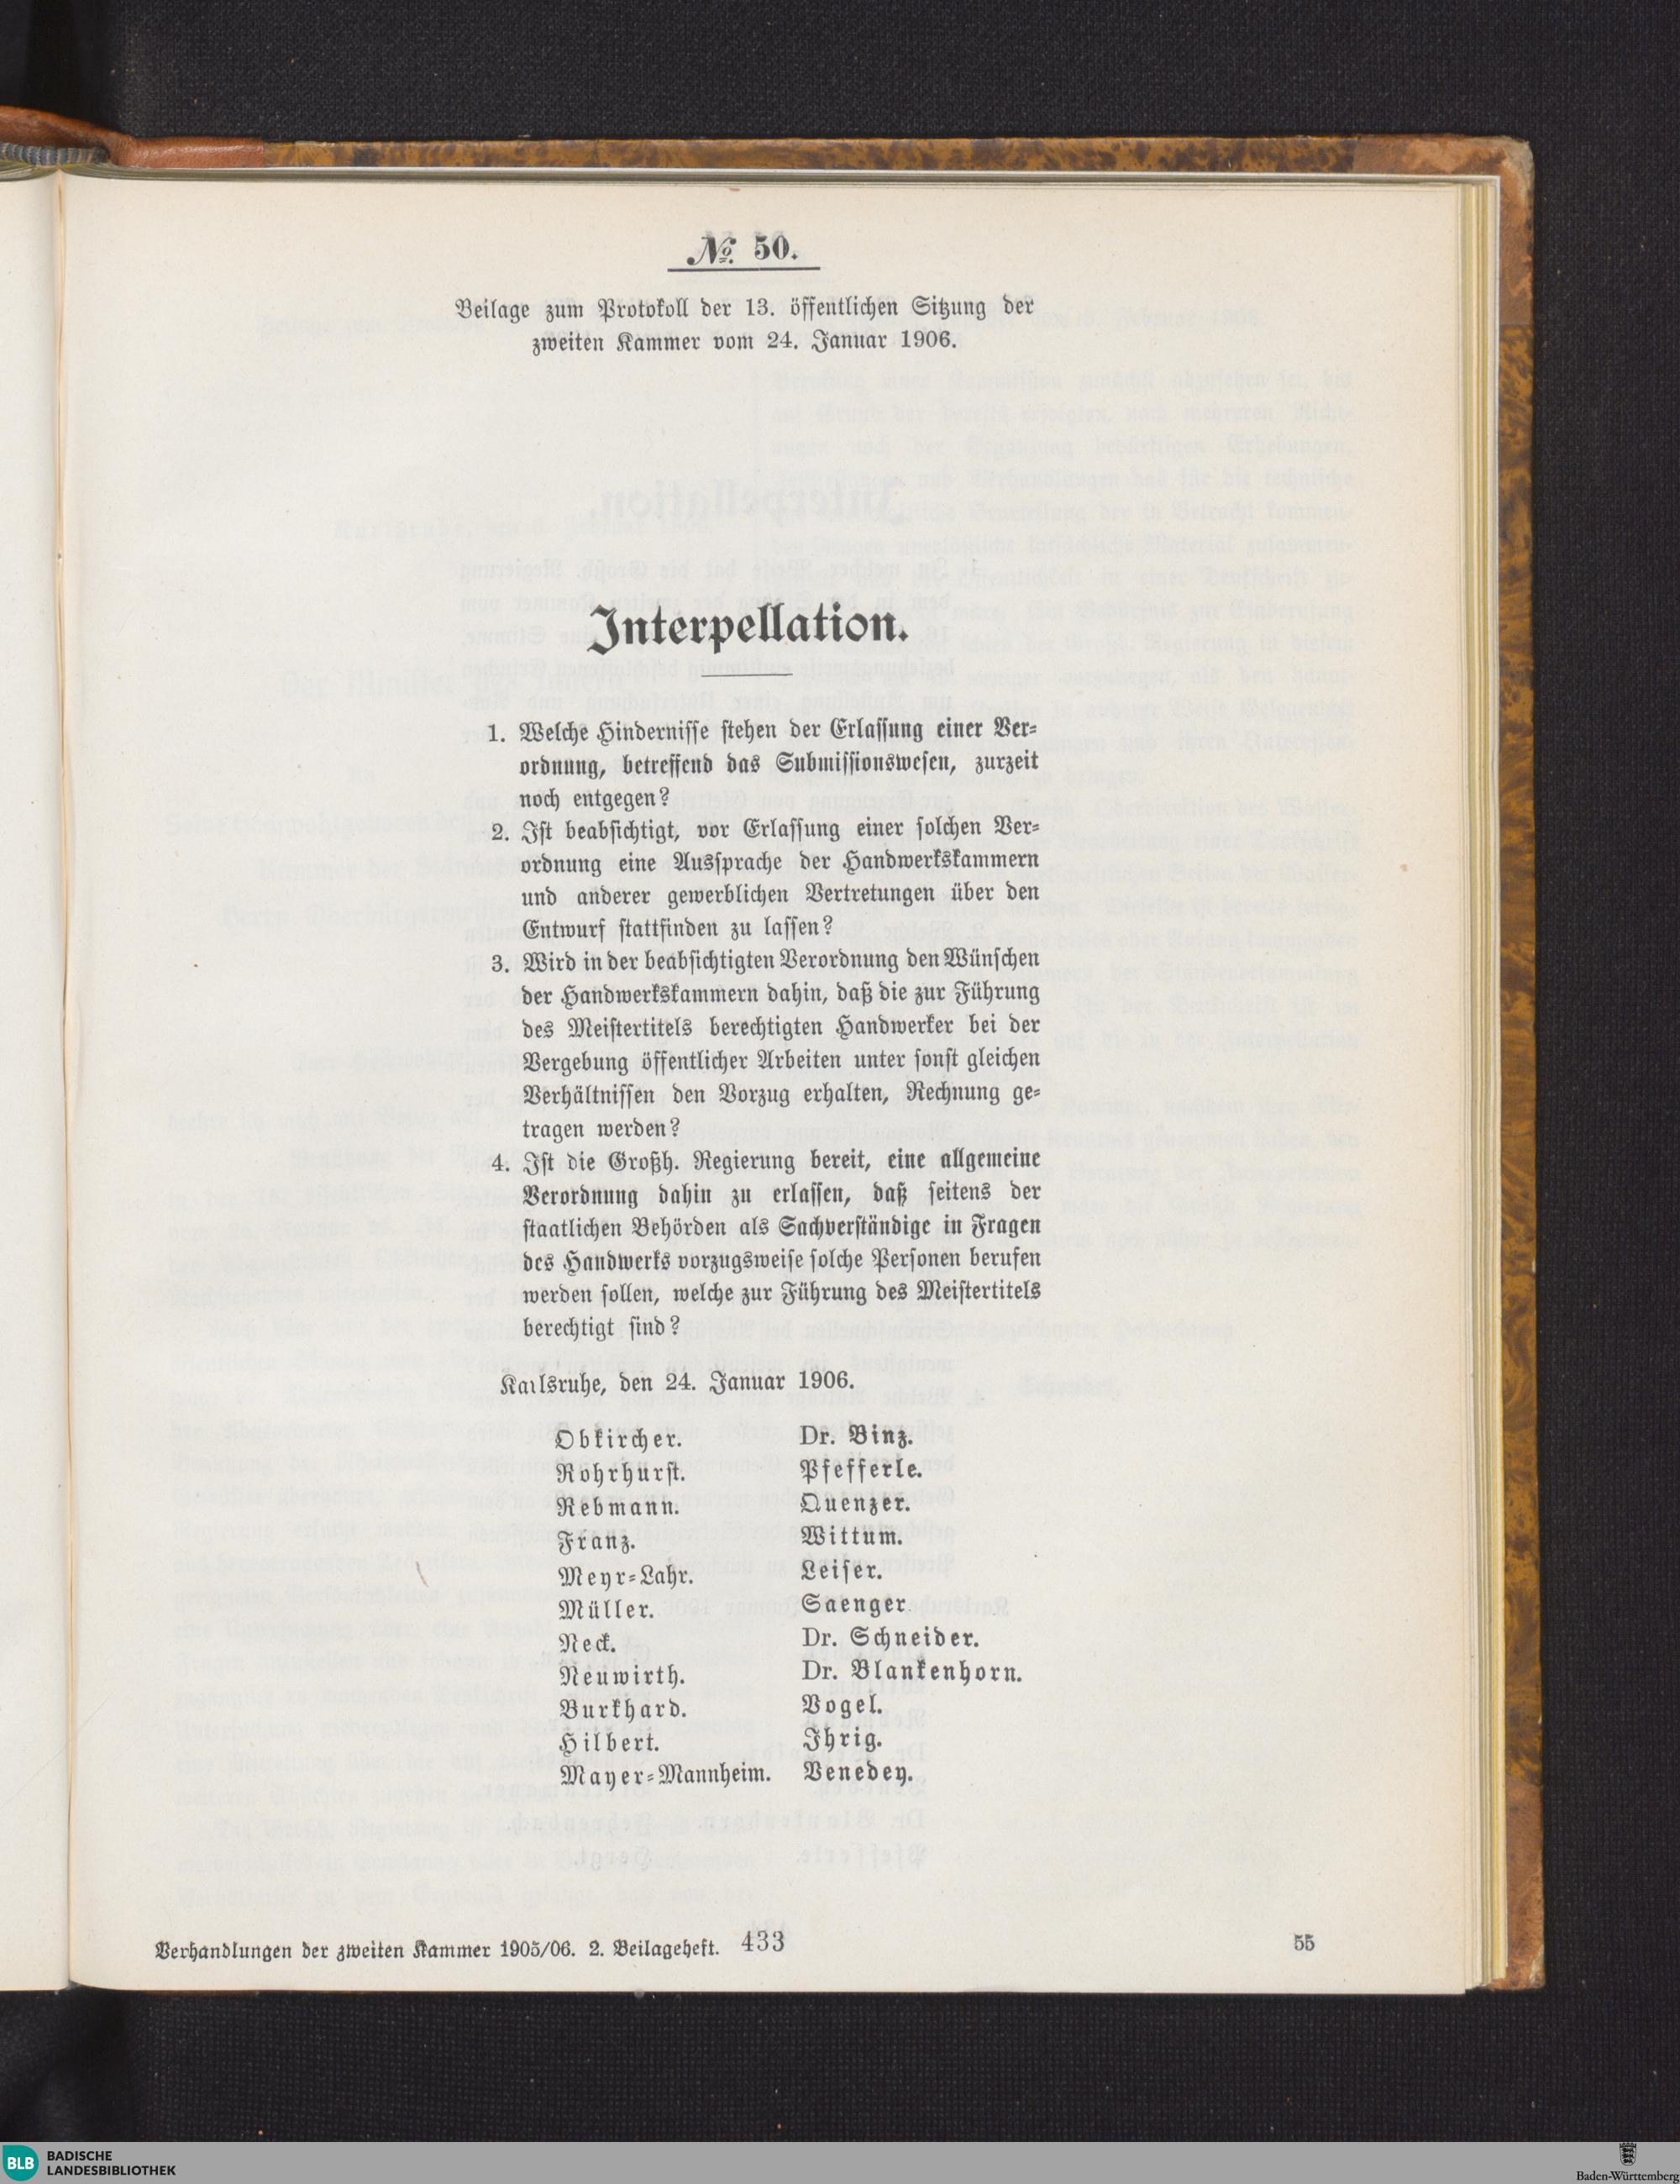 № 50.
Beilage zum Protokoll der 13. öffentlichen Sitzung der
zweiten Kammer vom 24. Januar 1906.
Interpellation.
1. Welche Hindernisse stehen der Erlassung einer Ver-
ordnung, betreffend das Submissionswesen, zurzeit
noch entgegen?
2. Ist beabsichtigt, vor Erlassung einer solchen Ver-
ordnung eine Aussprache der Handwerkskammern
und anderer gewerblichen Vertretungen über den
Entwurf stattfinden zu lassen?
3. Wird in der beabsichtigten Verordnung den Wünschen
der Handwerkskammern dahin, daß die zur Führung
des Meistertitels berechtigten Handwerker bei der
Vergebung öffentlicher Arbeiten unter sonst gleichen
Verhältnissen den Vorzug erhalten, Rechnung ge-
tragen werden?
4. Ist die Großh. Regierung bereit, eine allgemeine
Verordnung dahin zu erlassen, daß seitens der
staatlichen Behörden als Sachverständige in Fragen
des Handwerks vorzugsweise solche Personen berufen
werden sollen, welche zur Führung des Meistertitels
berechtigt sind?
Karlsruhe, den 24. Januar 1906.
Obkircher.
Rohrhurst.
Rebmann.
Franz.
Meyr-Lahr.
Müller.
Neck.
Neuwirth.
Burkhard.
Hilbert.
Mayer-Mannheim.
Dr. Binz.
Pfefferle.
Quenzer.
Wittum.
Leiser.
Saenger.
Dr. Schneider.
Dr. Blankenhorn.
Vogel.
Ihrig.
Venedey.
Verhandlungen der zweiten Kammer 1905/06. 2. Beilageheft. 433 55
BLB BADISCHE
LANDESBIBLIOTHEK
Baden-Württemberg